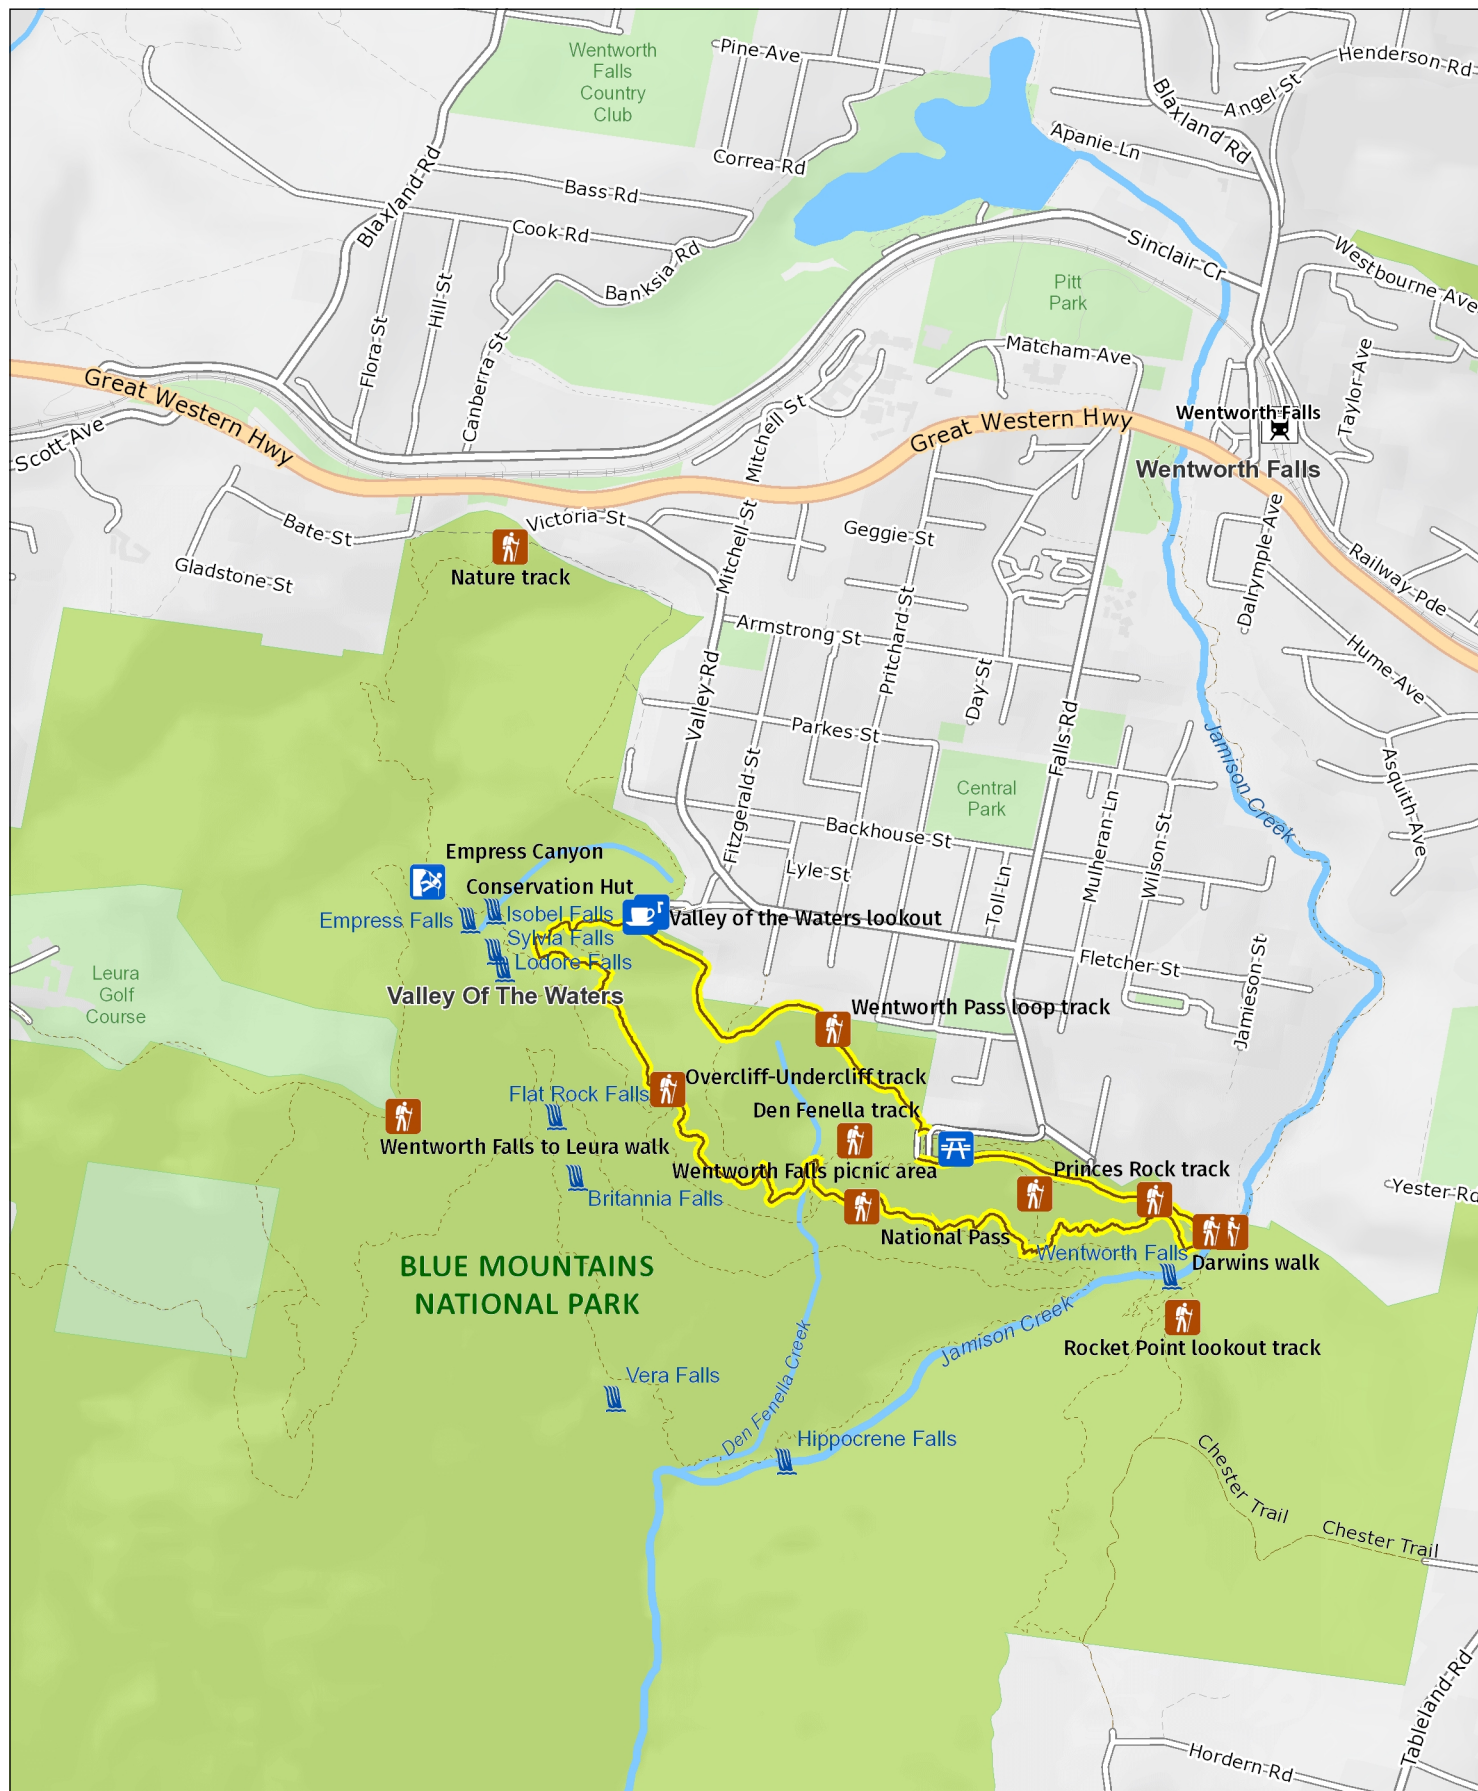 Wentworth
Falls
Country
Club
Pine Ave
Henderson Rd
Angel St
Blaxland Rd
Apanie Ln
Correa Rd
Blaxland Rd
Bass Rd
Cook Rd
Banksia Rd
Sinclair Cr
Westbourne Ave
Pitt
Park
Hill St
Flora St
Canberra St
Matcham Ave
Taylor Ave
Great Western Hwy
Scott Ave
Mitchell St
Great Western Hwy
Wentworth Falls
Wentworth Falls
Bate St
Victoria St
Mitchell St
Geggie St
Dalrymple Ave
Railway Pde
Gladstone St
Nature track
Armstrong St
Pritchard St
Hume Ave
Valley Rd
Day St
Falls Rd
Parkes St
Fitzgerald St
Jamison Creek
Asquith Ave
Central
Park
Backhouse St
Mulheran Ln
Wilson St
Lyle St
Toll Ln
Empress Canyon
Conservation Hut
Empress Falls
Isobel Falls
Valley of the Waters lookout
Sylvia Falls
Lodore Falls
Fletcher St
Jamieson St
Leura
Golf
Course
Valley Of The Waters
Wentworth Pass loop track
Overcliff-Undercliff track
Flat Rock Falls
Den Fenella track
Wentworth Falls to Leura walk
Wentworth Falls picnic area
Princes Rock track
Yester Rd
Britannia Falls
National Pass
Wentworth Falls
Darwins walk
BLUE MOUNTAINS
NATIONAL PARK
Jamison Creek
Rocket Point lookout track
Den Fenella Creek
Vera Falls
Hippocrene Falls
Chester Trail
Chester Trail
Tableland Rd
Hordern Rd